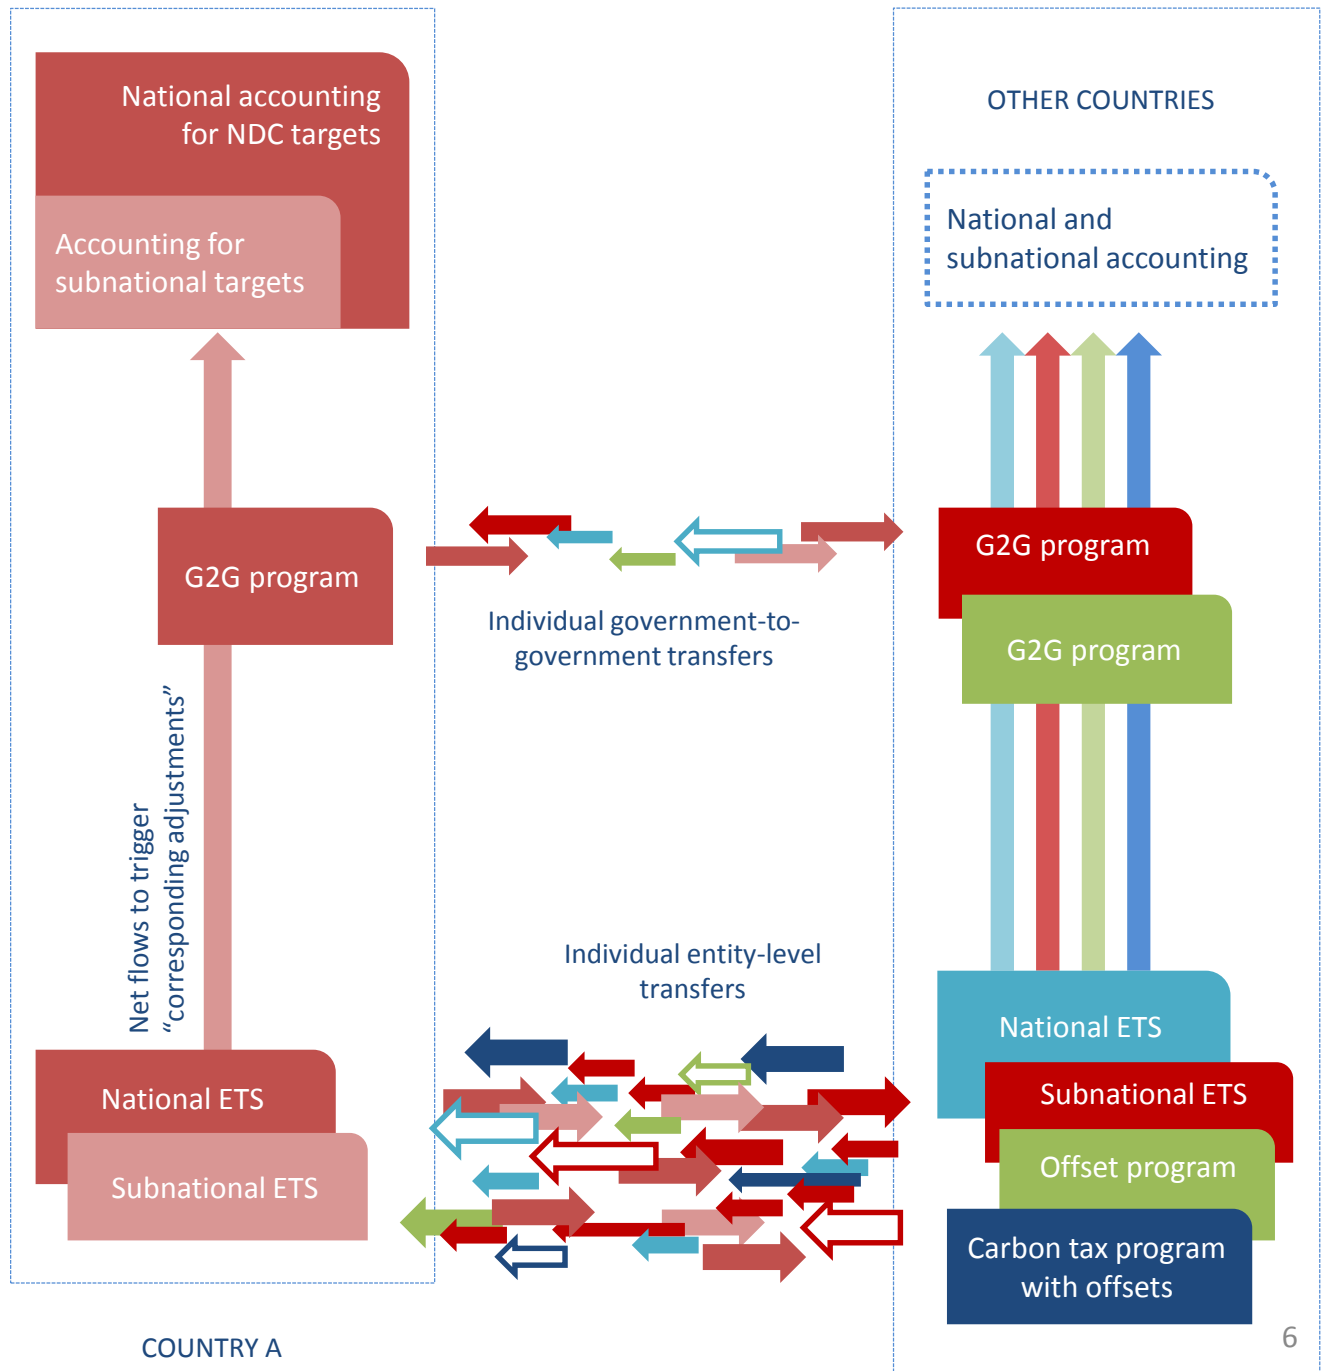 National accounting
for NDC targets
Accounting for
subnational targets
OTHER COUNTRIES
National and
subnational accounting
G2G program
Individual government-to-
government transfers
G2G program
G2G program
Net flows to trigger
“corresponding adjustments”
Individual entity-level
transfers
National ETS
Subnational ETS
National ETS
Subnational ETS
Offset program
Carbon tax program
with offsets
COUNTRY A
6